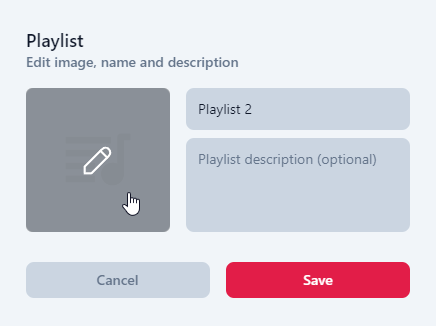 Playlist
Edit image, name and description
Playlist 2
Playlist description (optional)
Cancel
Save